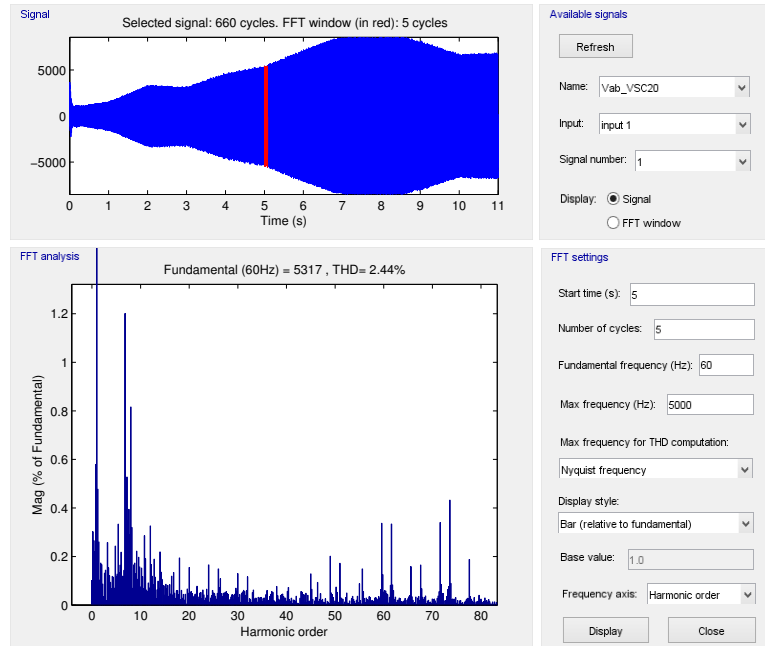 Signal
Selected signal: 660 cycles. FFT window (in red): 5 cycles
5000
0
−5000
0 1 2 3 4 5 6 7 8 9 10 11
Time (s)
Available signals
Refresh
Name: Vab_VSC20
Input: input 1
Signal number: 1
Display: Signal
FFT window
FFT analysis
Fundamental (60Hz) = 5317 , THD= 2.44%
1.2
1
0.8
0.6
0.4
0.2
0
Mag (% of Fundamental)
0 10 20 30 40 50 60 70 80
Harmonic order
FFT settings
Start time (s): 5
Number of cycles: 5
Fundamental frequency (Hz): 60
Max frequency (Hz): 5000
Max frequency for THD computation:
Nyquist frequency
Display style:
Bar (relative to fundamental)
Base value: 1.0
Frequency axis: Harmonic order
Display Close